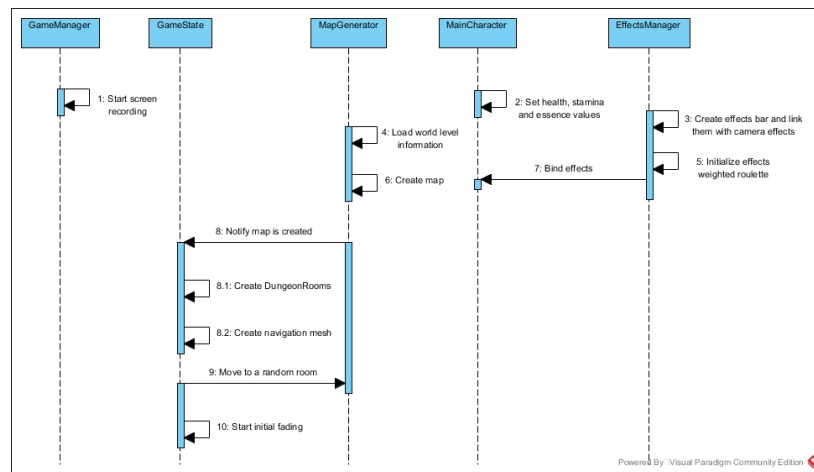 GameManager
GameState
MapGenerator
MainCharacter
EffectsManager
1: Start screen
recording
2: Set health, stamina
and essence values
3: Create effects bar and link
them with camera effects
4: Load world level
information
5: Initialize effects
weighted roulette
6: Create map
7: Bind effects
8: Notify map is created
8.1: Create DungeonRooms
8.2: Create navigation mesh
9: Move to a random room
10: Start initial fading
Powered By Visual Paradigm Community Edition